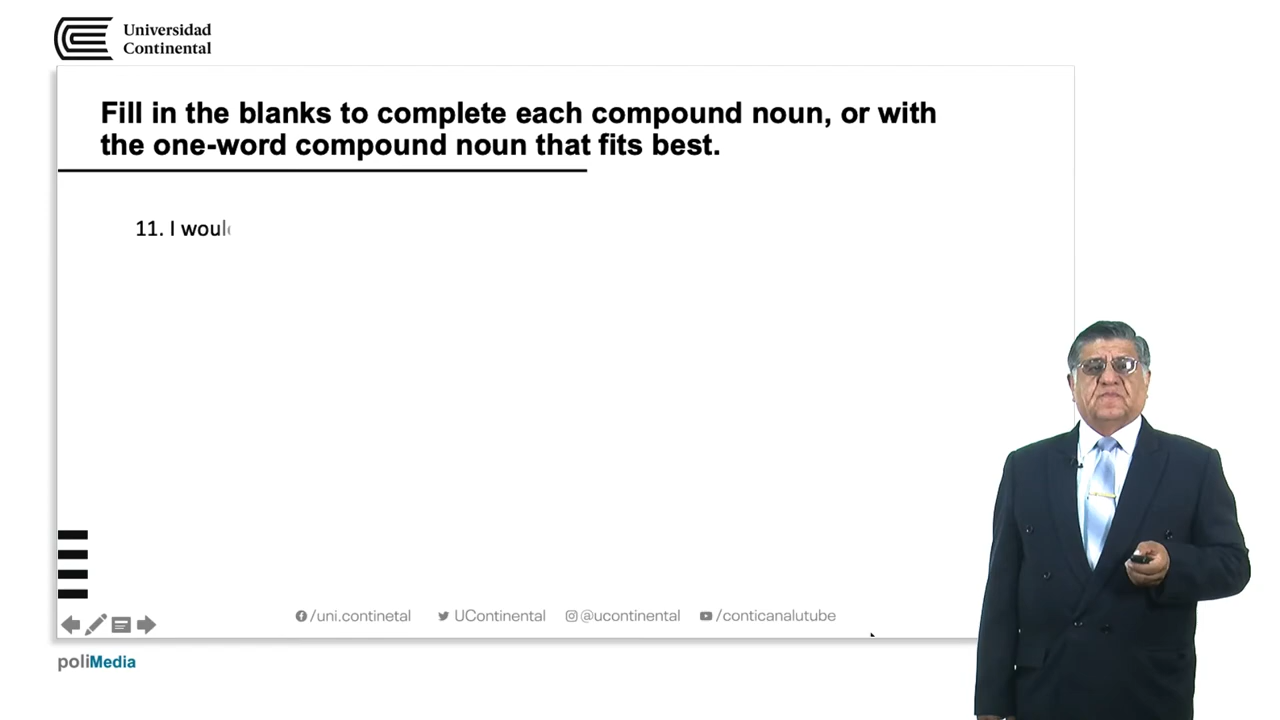 Universidad
Continental
Fill in the blanks to complete each compound noun, or with
the one-word compound noun that fits best.
11. I would
/uni.continetal UContinental @ucontinental /conticanalutube
poliMedia